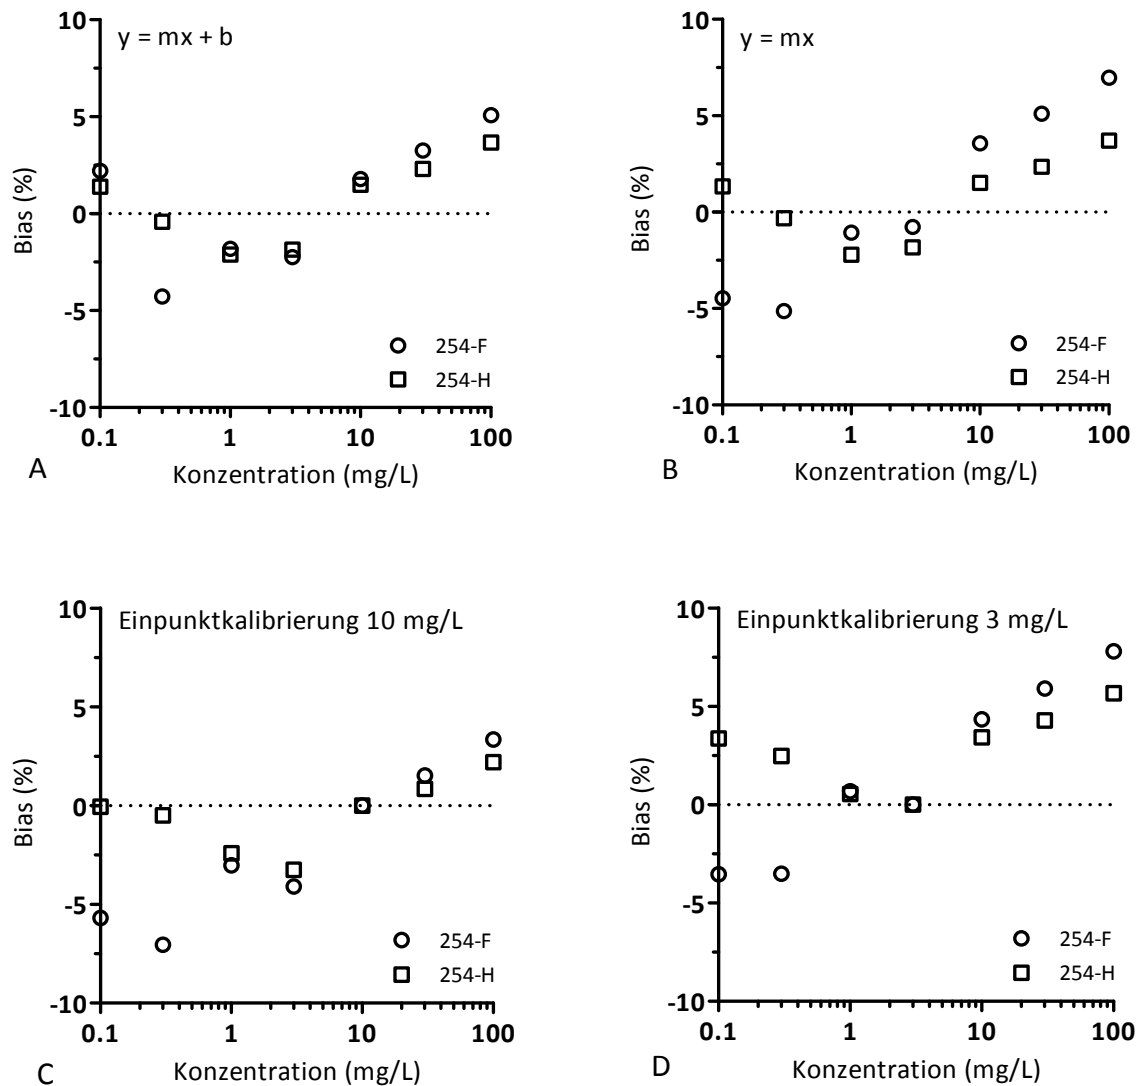 y = mx + b
10
5
0
-5
-10
Bias (%)
254-F
254-H
0.1 1 10 100
Konzentration (mg/L)
A
y = mx
10
5
0
-5
-10
Bias (%)
254-F
254-H
0.1 1 10 100
Konzentration (mg/L)
B
Einpunktkalibrierung 10 mg/L
10
5
0
-5
-10
Bias (%)
254-F
254-H
0.1 1 10 100
Konzentration (mg/L)
C
Einpunktkalibrierung 3 mg/L
10
5
0
-5
-10
Bias (%)
254-F
254-H
0.1 1 10 100
Konzentration (mg/L)
D